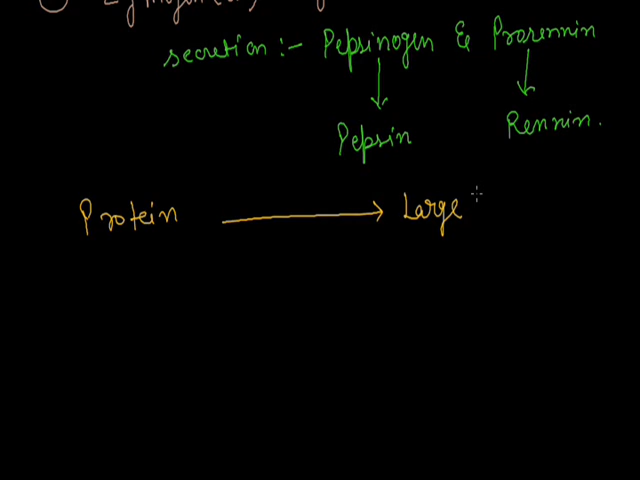 secretion :- Pepsinogen & Prorennin
Pepsin Rennin.
Protein Large